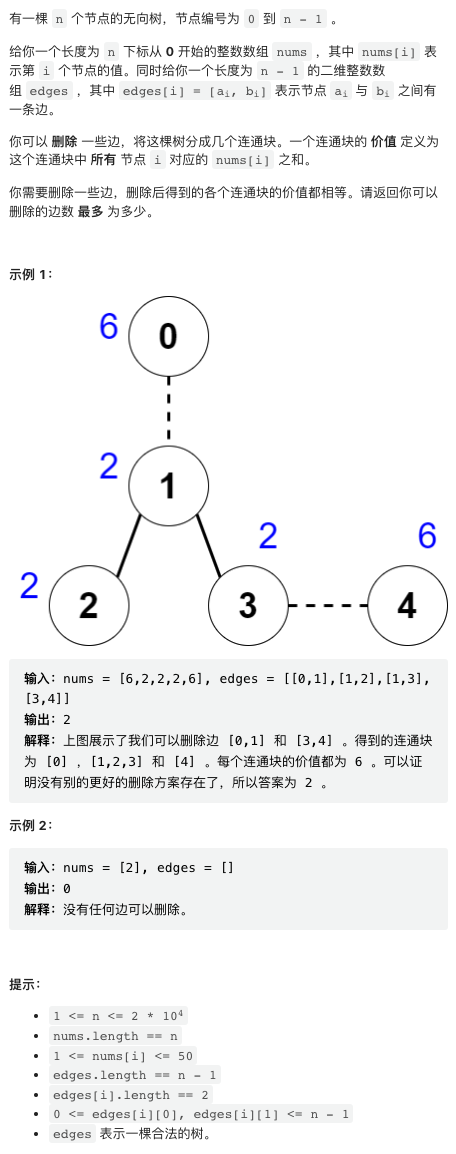 有一棵 n 个节点的无向树，节点编号为 0 到 n - 1 。
给你一个长度为 n 下标从 0 开始的整数数组 nums ，其中 nums[i] 表
示第 i 个节点的值。同时给你一个长度为 n - 1 的二维整数数
组 edges ，其中 edges[i] = [ai, bi] 表示节点 ai 与 bi 之间有
一条边。
你可以 删除 一些边，将这棵树分成几个连通块。一个连通块的 价值 定义为
这个连通块中 所有 节点 i 对应的 nums[i] 之和。
你需要删除一些边，删除后得到的各个连通块的价值都相等。请返回你可以
删除的边数 最多 为多少。
示例 1：
6
0
2
1
2
6
2
2
3
4
输入：nums = [6,2,2,2,6], edges = [[0,1],[1,2],[1,3],
[3,4]]
输出：2
解释：上图展示了我们可以删除边 [0,1] 和 [3,4] 。得到的连通块
为 [0] ，[1,2,3] 和 [4] 。每个连通块的价值都为 6 。可以证
明没有别的更好的删除方案存在了，所以答案为 2 。
示例 2：
输入：nums = [2], edges = []
输出：0
解释：没有任何边可以删除。
提示：
1 <= n <= 2 * 10⁴
nums.length == n
1 <= nums[i] <= 50
edges.length == n - 1
edges[i].length == 2
0 <= edges[i][0], edges[i][1] <= n - 1
edges 表示一棵合法的树。